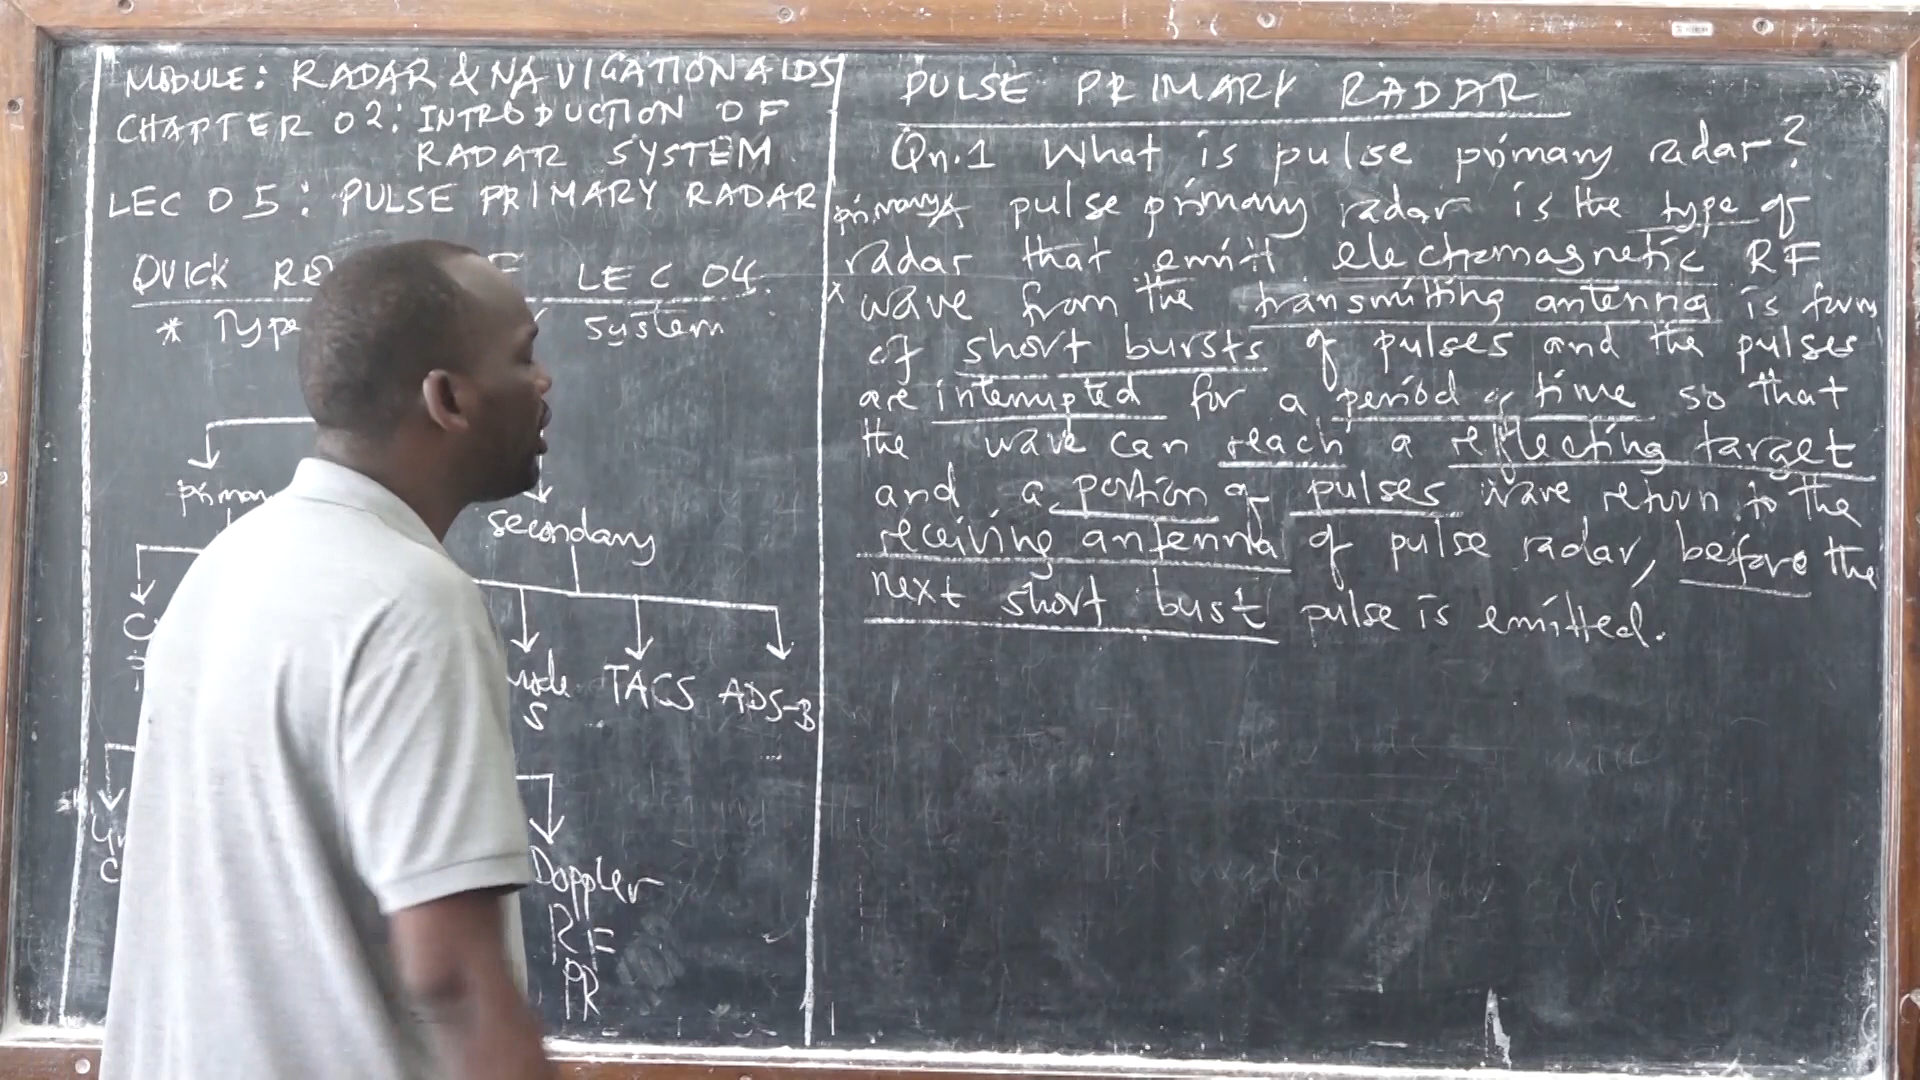 MODULE: RADAR & NAVIGATION AIDS
CHAPTER 02: INTRODUCTION OF
RADAR SYSTEM
LEC 05: PULSE PRIMARY RADAR
QUICK LEC 04.
* Type system
secondary
mode
S
TACS
ADS-B
...
Doppler
RF
PR
PULSE PRIMARY RADAR
Qn.1 What is pulse primary radar?
primary pulse primary radar is the type of
radar that emit electromagnetic RF
wave from the transmitting antenna is form
of short bursts of pulses and the pulses
are interrupted for a period of time so that
the wave can reach a reflecting target
and a portion of pulses wave return to the
receiving antenna of pulse radar, before the
next short bust pulse is emitted.